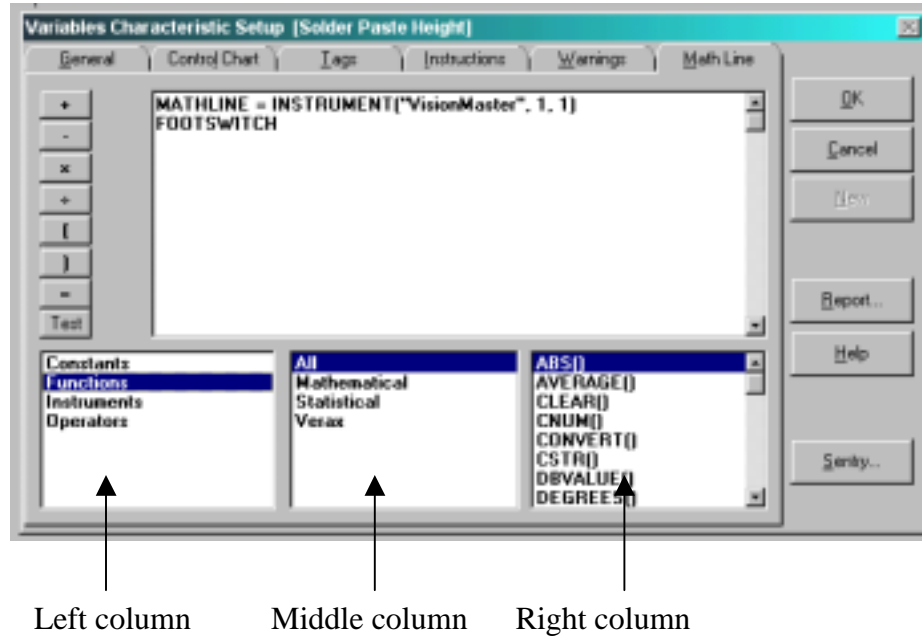 Variables Characteristic Setup [Solder Paste Height]
General Control Chart Tags Instructions Warnings Math Line
+
-
×
÷
(
)
=
Test
MATHLINE = INSTRUMENT("VisionMaster", 1, 1)
FOOTSWITCH
OK
Cancel
New
Report...
Help
Sentry...
Constants
Functions
Instruments
Operators
All
Mathematical
Statistical
Verax
ABS()
AVERAGE()
CLEAR()
CNUM()
CONVERT()
CSTR()
DBVALUE()
DEGREES()
Left column Middle column Right column